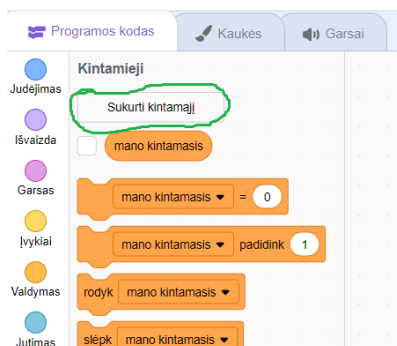 Programos kodas
Kaukės
Garsai
Judėjimas
Išvaizda
Garsas
Įvykiai
Valdymas
Jutimas
Kintamieji
Sukurti kintamąjį
mano kintamasis
mano kintamasis = 0
mano kintamasis padidink 1
rodyk mano kintamasis
slėpk mano kintamasis